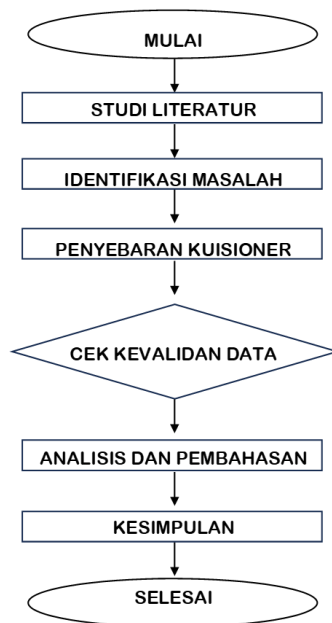 MULAI
STUDI LITERATUR
IDENTIFIKASI MASALAH
PENYEBARAN KUISIONER
CEK KEVALIDAN DATA
ANALISIS DAN PEMBAHASAN
KESIMPULAN
SELESAI